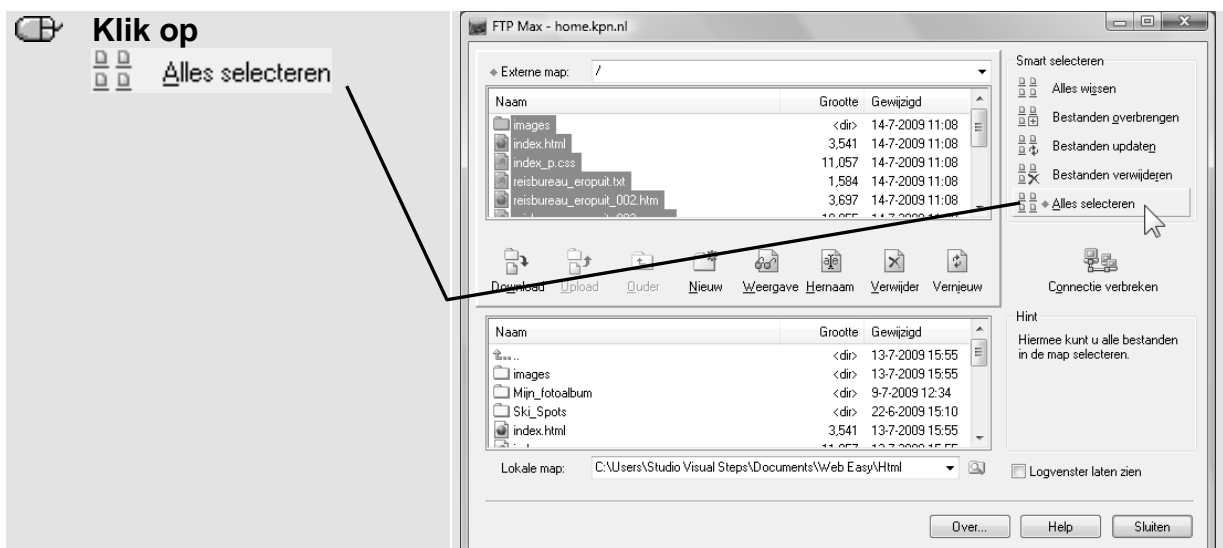 Klik op
Alles selecteren
FTP Max - home.kpn.nl
Externe map: /
Naam Grootte Gewijzigd
images <dir> 14-7-2009 11:08
index.html 3,541 14-7-2009 11:08
index_p.css 11,057 14-7-2009 11:08
reisbureau_eropuit.txt 1,584 14-7-2009 11:08
reisbureau_eropuit_002.htm 3,697 14-7-2009 11:08
Download Upload Ouder Nieuw Weergave Hernaam Verwijder Vernieuw
Naam Grootte Gewijzigd
.. <dir> 13-7-2009 15:55
images <dir> 13-7-2009 15:55
Mijn_fotoalbum <dir> 9-7-2009 12:34
Ski_Spots <dir> 22-6-2009 15:10
index.html 3,541 13-7-2009 15:55
Lokale map: C:\Users\Studio Visual Steps\Documents\Web Easy\Html
Smart selecteren
Alles wissen
Bestanden overbrengen
Bestanden updaten
Bestanden verwijderen
Alles selecteren
Connectie verbreken
Hint
Hiermee kunt u alle bestanden
in de map selecteren.
Logvenster laten zien
Over... Help Sluiten